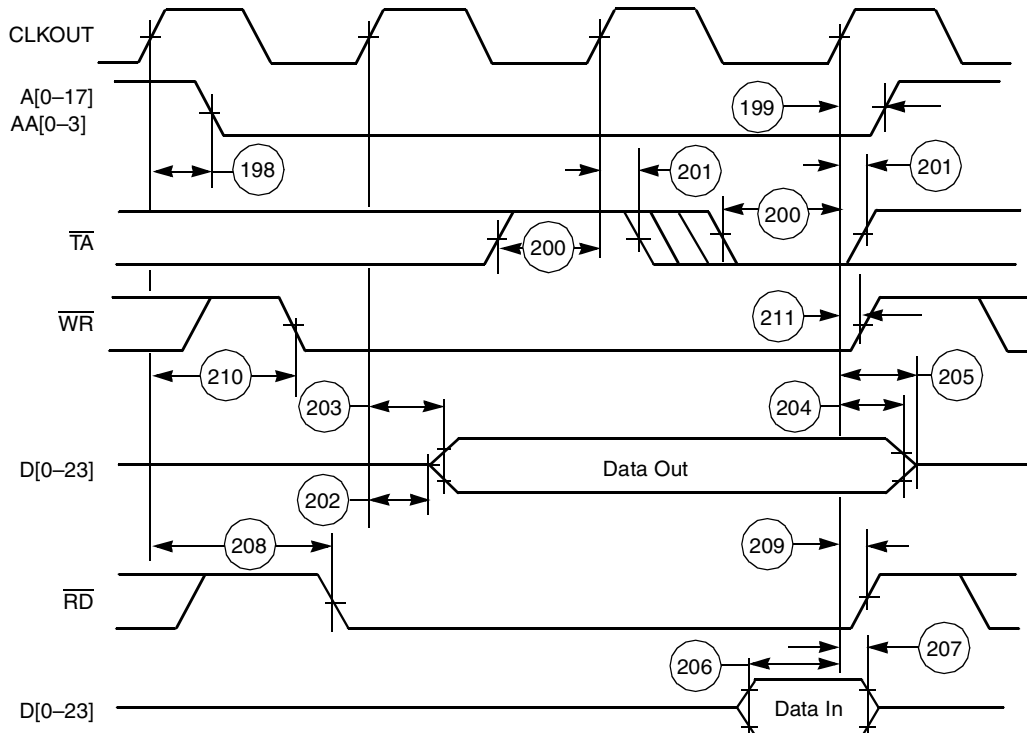 CLKOUT
A[0–17]
AA[0–3]
199
198
201
201
200
TA
200
WR
211
210
205
203
204
D[0–23]
Data Out
202
208
209
RD
206
207
D[0–23]
Data In